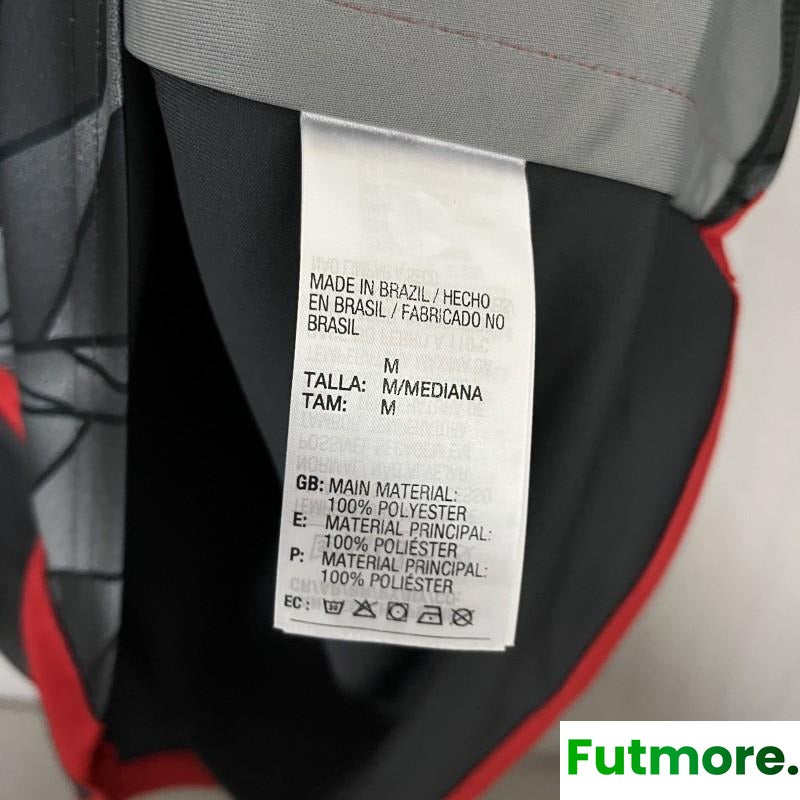 MADE IN BRAZIL / HECHO
EN BRASIL / FABRICADO NO
BRASIL
M
TALLA: M/MEDIANA
TAM: M
GB: MAIN MATERIAL:
100% POLYESTER
E: MATERIAL PRINCIPAL:
100% POLIÉSTER
P: MATERIAL PRINCIPAL:
100% POLIÉSTER
EC:
Futmore.